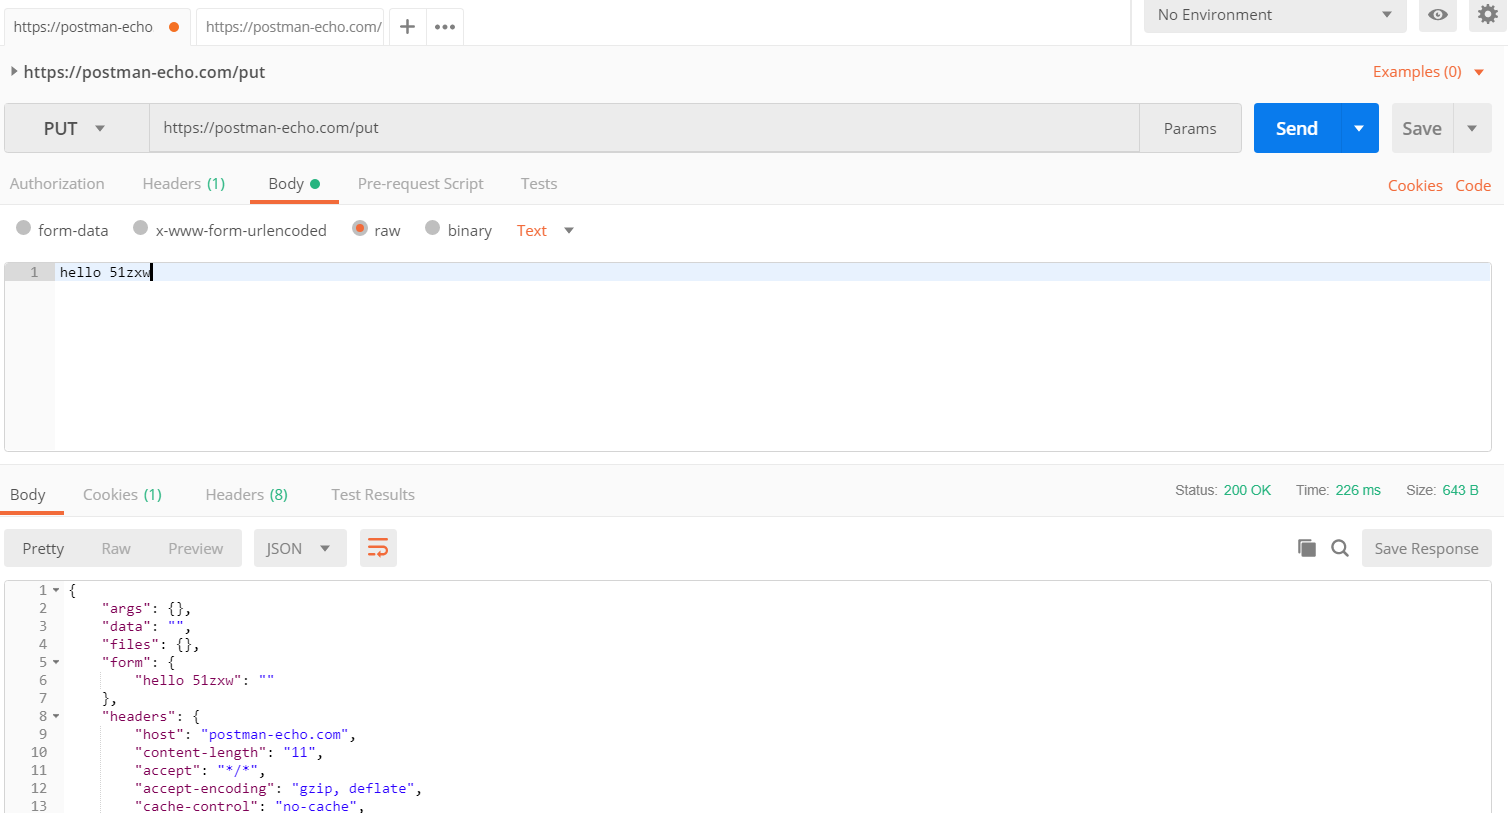 https://postman-echo https://postman-echo.com/ No Environment
https://postman-echo.com/put Examples (0)
PUT https://postman-echo.com/put Params Send Save
Authorization Headers (1) Body Pre-request Script Tests Cookies Code
form-data x-www-form-urlencoded raw binary Text
1 hello 51zxw
Body Cookies (1) Headers (8) Test Results Status: 200 OK Time: 226 ms Size: 643 B
Pretty Raw Preview JSON Save Response
1 {
2 "args": {},
3 "data": "",
4 "files": {},
5 "form": {
6 "hello 51zxw": ""
7 },
8 "headers": {
9 "host": "postman-echo.com",
10 "content-length": "11",
11 "accept": "*/*",
12 "accept-encoding": "gzip, deflate",
13 "cache-control": "no-cache",